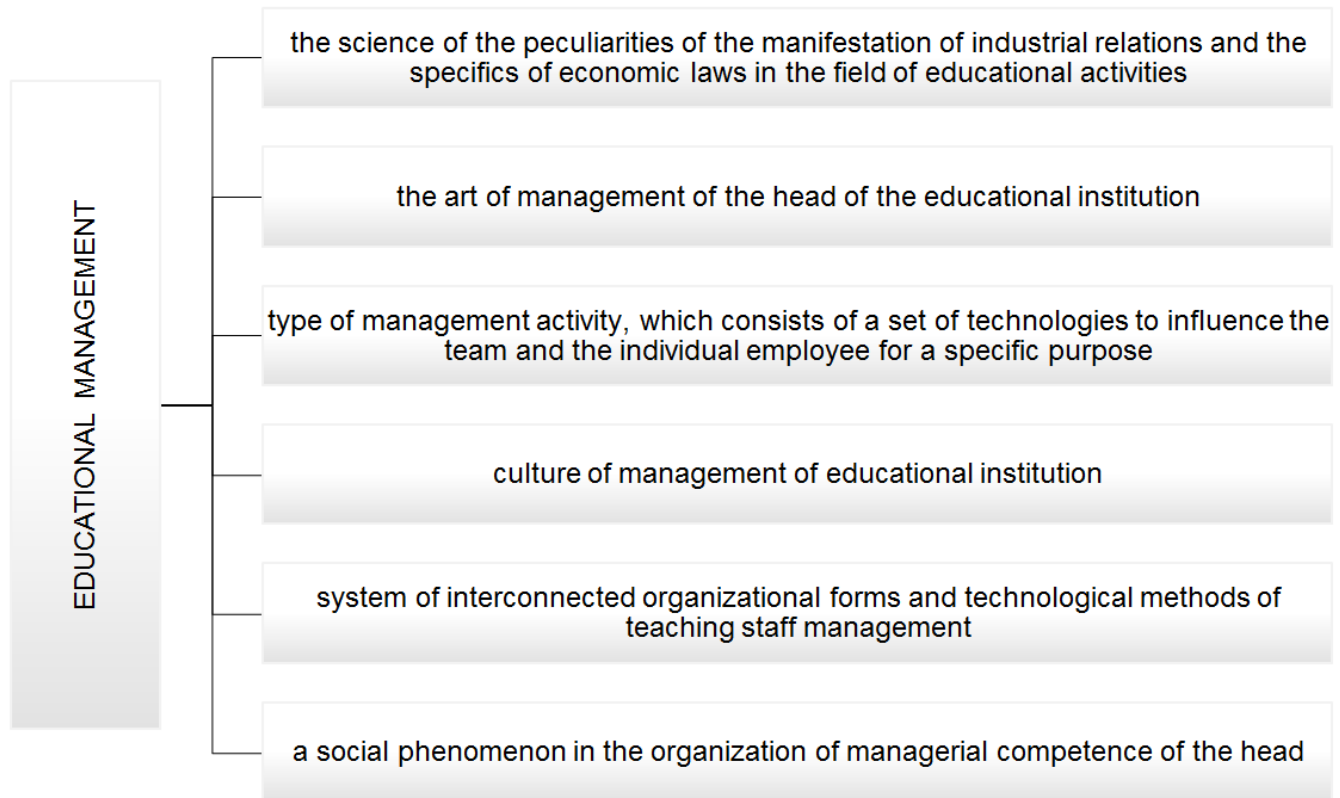 EDUCATIONAL MANAGEMENT
the science of the peculiarities of the manifestation of industrial relations and the
specifics of economic laws in the field of educational activities
the art of management of the head of the educational institution
type of management activity, which consists of a set of technologies to influence the
team and the individual employee for a specific purpose
culture of management of educational institution
system of interconnected organizational forms and technological methods of
teaching staff management
a social phenomenon in the organization of managerial competence of the head